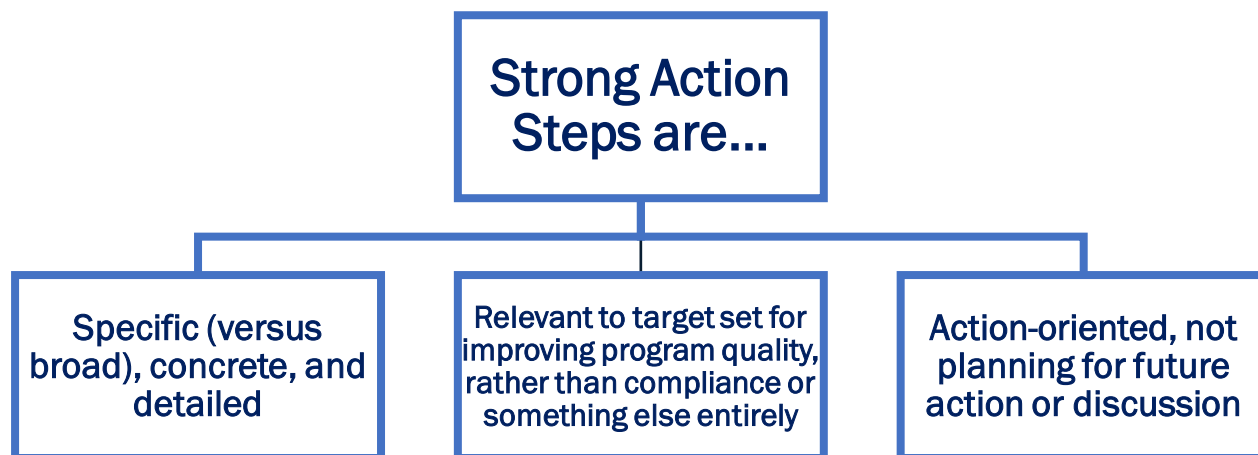 Strong Action
Steps are...
Specific (versus
broad), concrete, and
detailed
Relevant to target set for
improving program quality,
rather than compliance or
something else entirely
Action-oriented, not
planning for future
action or discussion